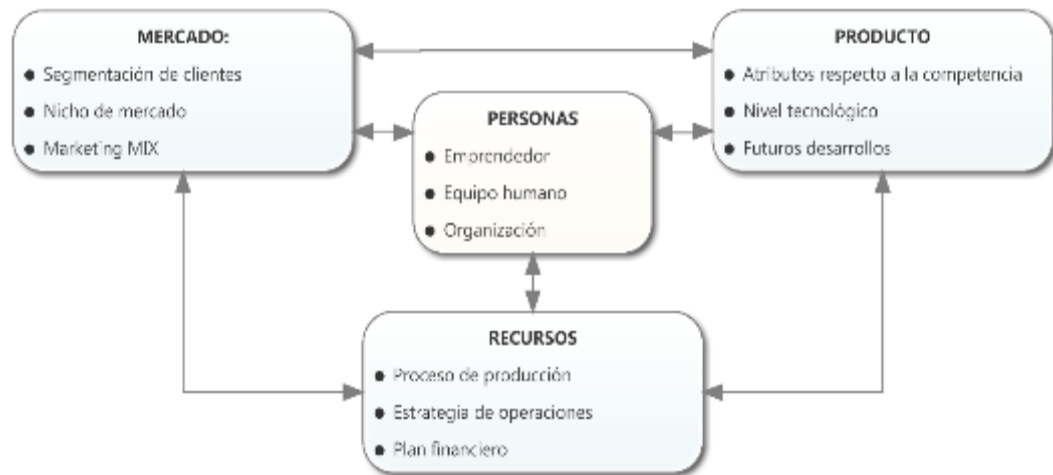 MERCADO:
● Segmentación de clientes
● Nicho de mercado
● Marketing MIX
PRODUCTO
● Atributos respecto a la competencia
● Nivel tecnológico
● Futuros desarrollos
PERSONAS
● Emprendedor
● Equipo humano
● Organización
RECURSOS
● Proceso de producción
● Estrategia de operaciones
● Plan financiero